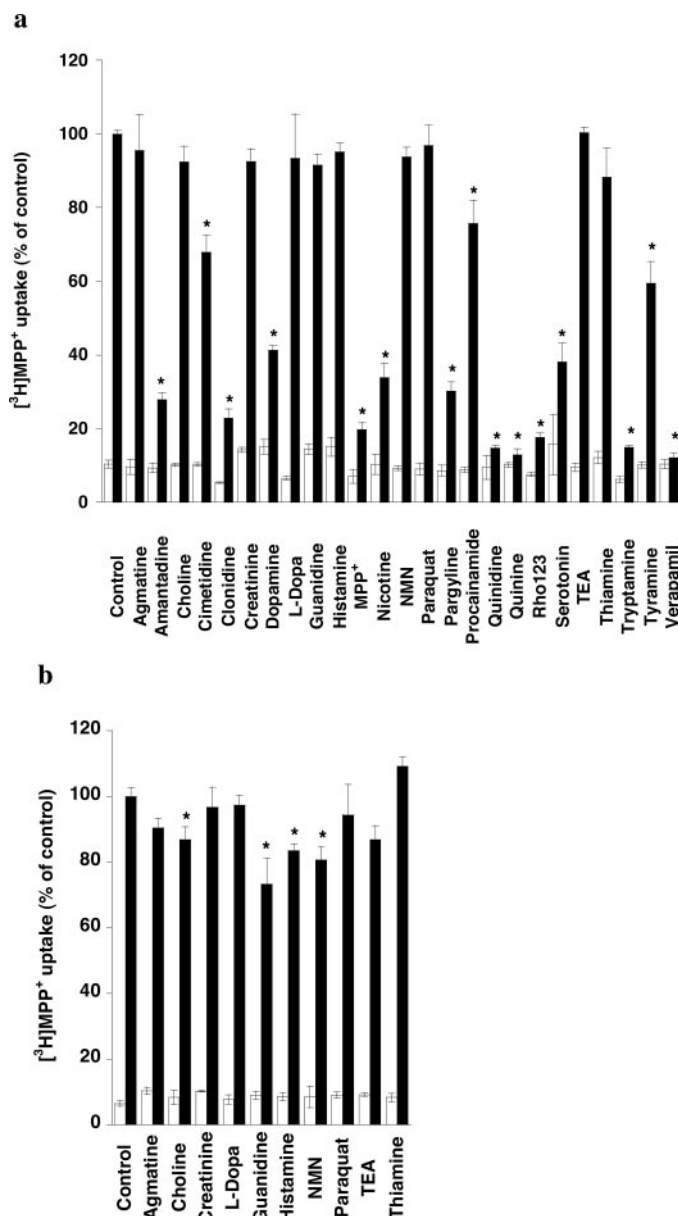 a
[³H]MPP⁺ uptake (% of control)
120
100
80
60
40
20
0
* * * * * * * * * * * * * * *
Control
Agmatine
Amantadine
Choline
Cimetidine
Clonidine
Creatinine
Dopamine
L-Dopa
Guanidine
Histamine
MPP⁺
Nicotine
NMN
Paraquat
Pargyline
Procainamide
Quinidine
Quinine
Rho123
Serotonin
TEA
Thiamine
Tryptamine
Tyramine
Verapamil
b
[³H]MPP⁺ uptake (% of control)
120
100
80
60
40
20
0
* * * *
Control
Agmatine
Choline
Creatinine
L-Dopa
Guanidine
Histamine
NMN
Paraquat
TEA
Thiamine